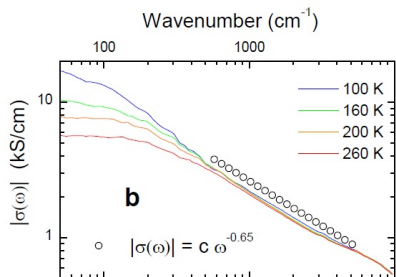 Wavenumber (cm⁻¹)
100
1000
10
1
|σ(ω)| (kS/cm)
100 K
160 K
200 K
260 K
b
|σ(ω)| = c ω⁻⁰·⁶⁵